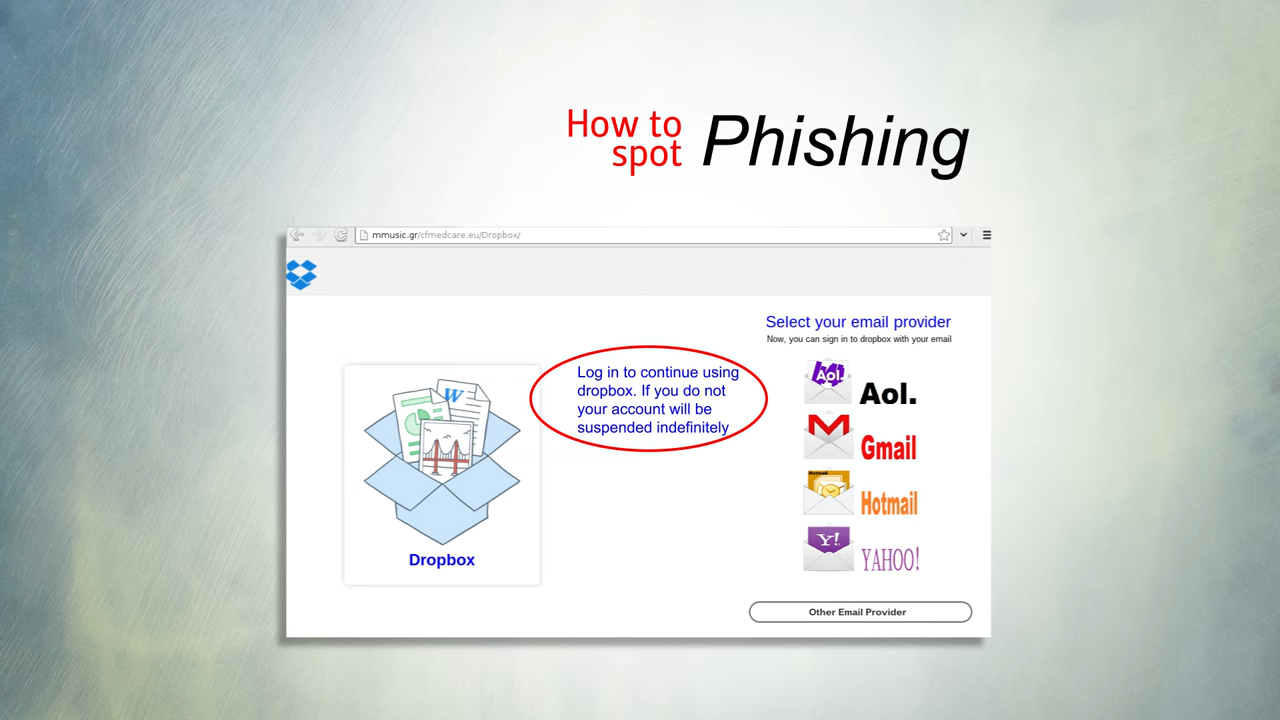 How to
spot
Phishing
mmusic.gr/cfmedcare.eu/Dropbox/
Select your email provider
Now, you can sign in to dropbox with your email
Log in to continue using
dropbox. If you do not
your account will be
suspended indefinitely
W
Dropbox
Aol.
Aol.
Gmail
Hotmail
Hotmail
Y!
YAHOO!
Other Email Provider